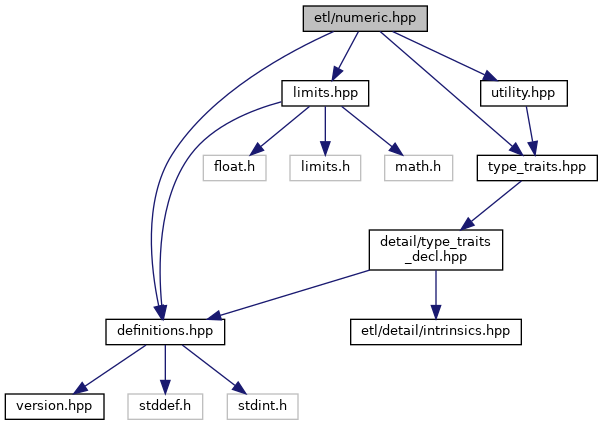 etl/numeric.hpp
limits.hpp
utility.hpp
float.h
limits.h
math.h
type_traits.hpp
detail/type_traits
_decl.hpp
definitions.hpp
etl/detail/intrinsics.hpp
version.hpp
stddef.h
stdint.h